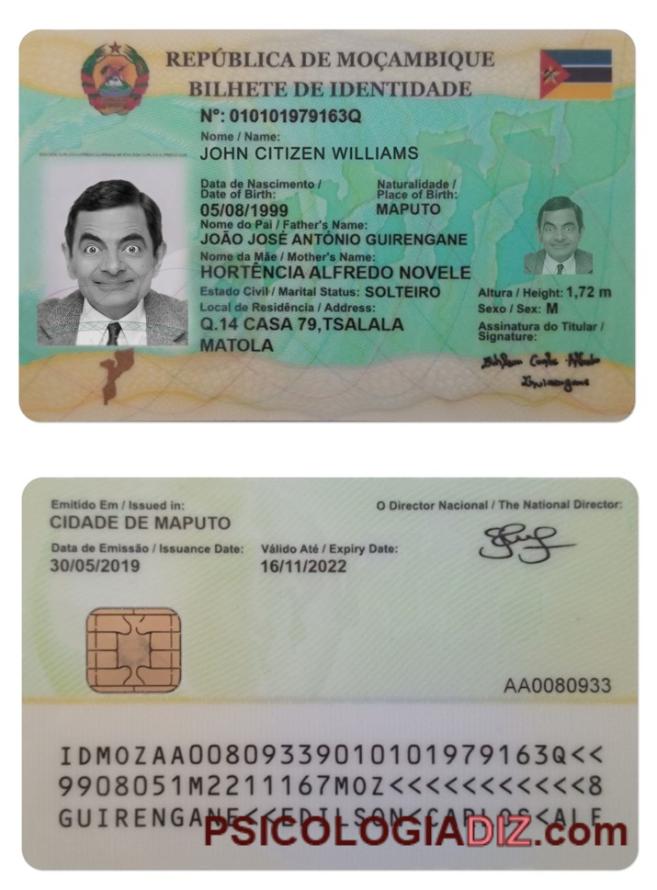 REPÚBLICA DE MOÇAMBIQUE
BILHETE DE IDENTIDADE
Nº: 010101979163Q
Nome / Name:
JOHN CITIZEN WILLIAMS
Data de Nascimento / Naturalidade /
Date of Birth: Place of Birth:
05/08/1999 MAPUTO
Nome do Pai / Father's Name:
JOÃO JOSÉ ANTÓNIO GUIRENGANE
Nome da Mãe / Mother's Name:
HORTÊNCIA ALFREDO NOVELE
Estado Civil / Marital Status: SOLTEIRO
Local de Residência / Address:
Q.14 CASA 79,TSALALA
MATOLA
Altura / Height: 1,72 m
Sexo / Sex: M
Assinatura do Titular /
Signature:
Emitido Em / Issued in:
CIDADE DE MAPUTO
O Director Nacional / The National Director:
Data de Emissão / Issuance Date: Válido Até / Expiry Date:
30/05/2019 16/11/2022
AA0080933
IDMOZAA00809339010101979163Q<<
9908051M2211167MOZ<<<<<<<<<<<8
GUIRENGANE<<EDILSON<CARLOS<ALF
PSICOLOGIADIZ.com